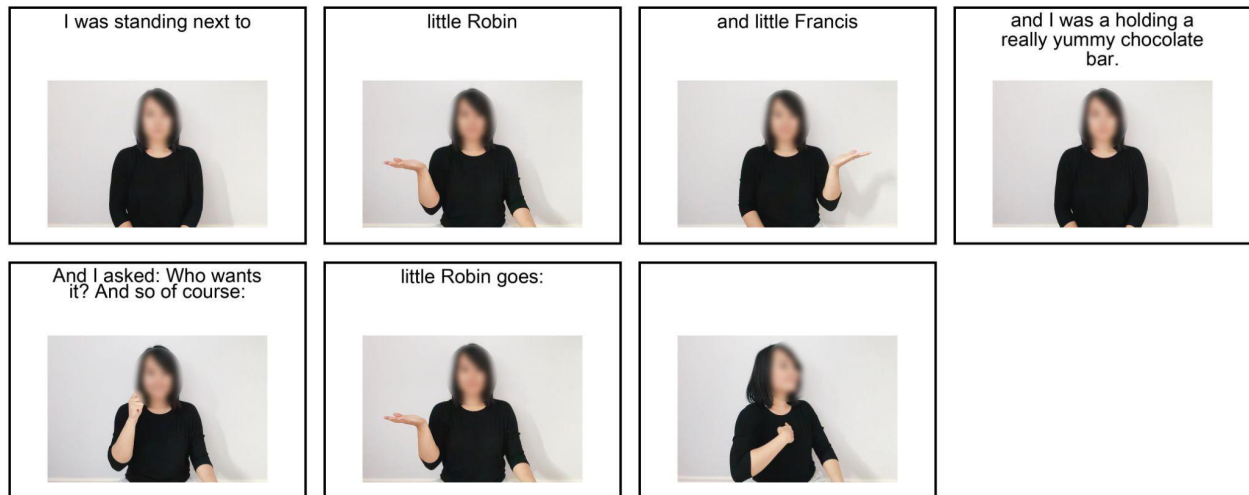 I was standing next to
little Robin
and little Francis
and I was a holding a
really yummy chocolate
bar.
And I asked: Who wants
it? And so of course:
little Robin goes: